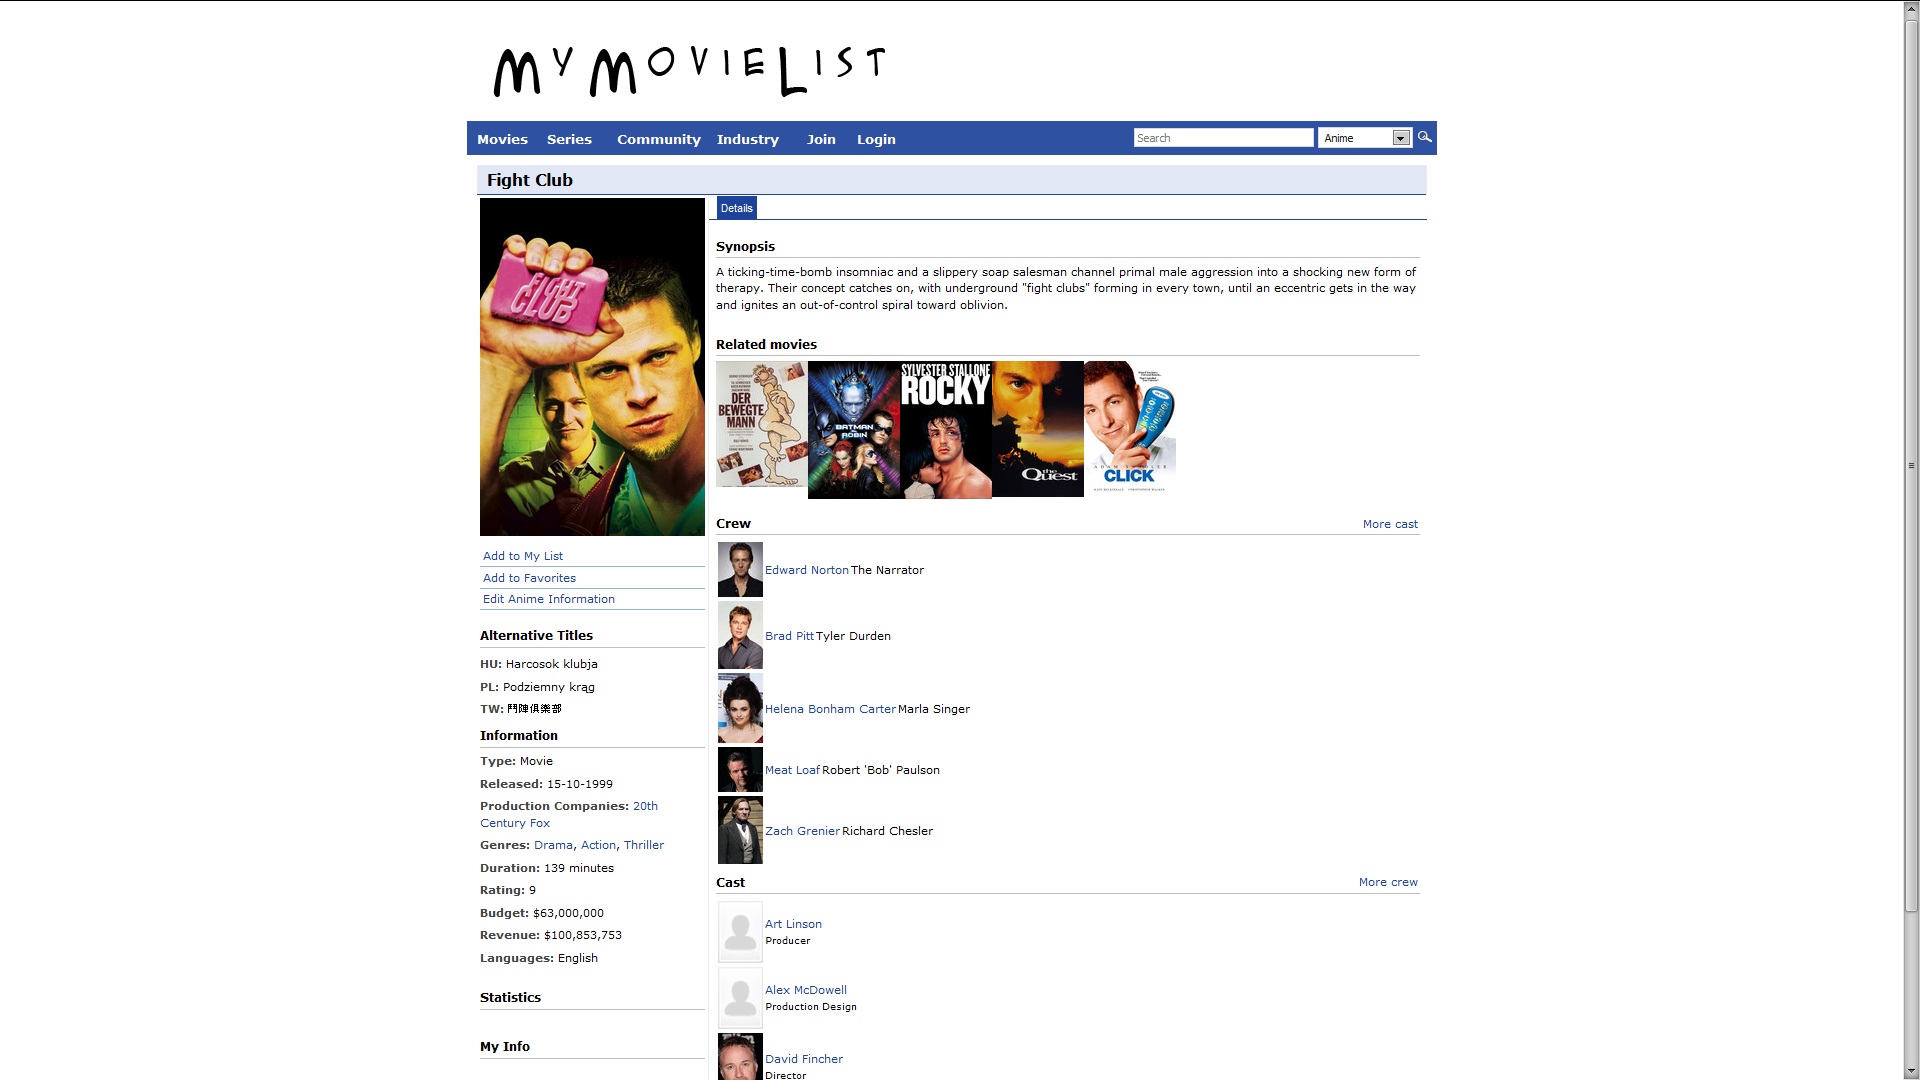 MyMovieList
Movies Series Community Industry Join Login Search Anime
Fight Club
FIGHT CLUB
Add to My List
Add to Favorites
Edit Anime Information
Alternative Titles
HU: Harcosok klubja
PL: Podziemny krąg
TW: 鬥陣俱樂部
Information
Type: Movie
Released: 15-10-1999
Production Companies: 20th
Century Fox
Genres: Drama, Action, Thriller
Duration: 139 minutes
Rating: 9
Budget: $63,000,000
Revenue: $100,853,753
Languages: English
Statistics
My Info
Details
Synopsis
A ticking-time-bomb insomniac and a slippery soap salesman channel primal male aggression into a shocking new form of
therapy. Their concept catches on, with underground "fight clubs" forming in every town, until an eccentric gets in the way
and ignites an out-of-control spiral toward oblivion.
Related movies
DER
BEWEGTE
MANN
BATMAN
& ROBIN
SYLVESTER STALLONE
ROCKY
the
Quest
ADAM SANDLER
CLICK
Crew More cast
Edward Norton The Narrator
Brad Pitt Tyler Durden
Helena Bonham Carter Marla Singer
Meat Loaf Robert 'Bob' Paulson
Zach Grenier Richard Chesler
Cast More crew
Art Linson
Producer
Alex McDowell
Production Design
David Fincher
Director